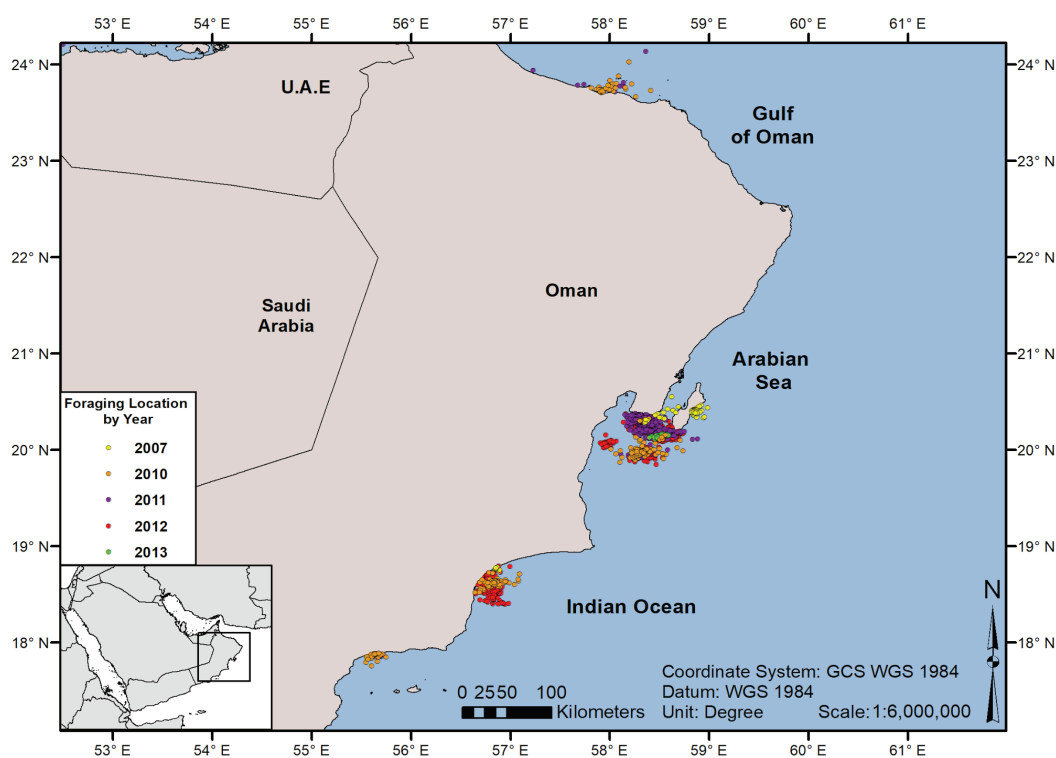 53° E 54° E 55° E 56° E 57° E 58° E 59° E 60° E 61° E
24° N 24° N
U.A.E
Gulf
of Oman
23° N 23° N
22° N 22° N
Oman
Saudi
Arabia
21° N 21° N
Arabian
Sea
Foraging Location
by Year
2007
2010
2011
2012
2013
20° N 20° N
19° N 19° N
Indian Ocean
N
18° N 18° N
Coordinate System: GCS WGS 1984
Datum: WGS 1984
Unit: Degree Scale:1:6,000,000
0 25 50 100
Kilometers
53° E 54° E 55° E 56° E 57° E 58° E 59° E 60° E 61° E